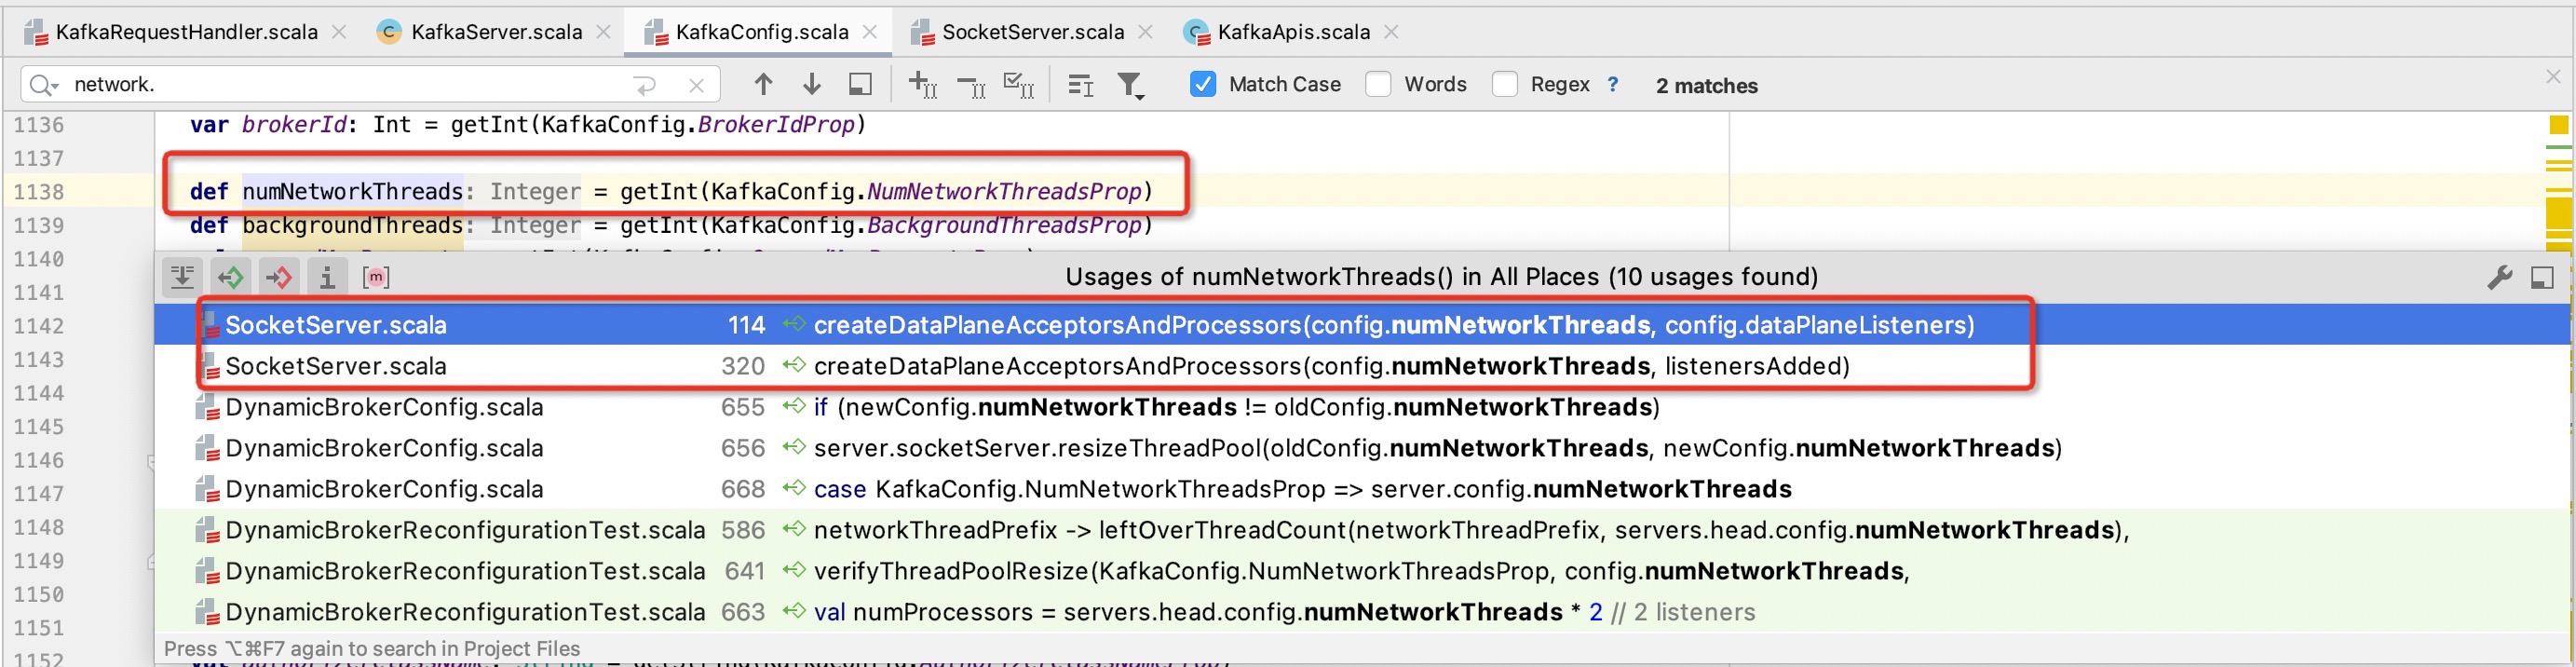 KafkaRequestHandler.scala KafkaServer.scala KafkaConfig.scala SocketServer.scala KafkaApis.scala
network. Match Case Words Regex ? 2 matches
1136 var brokerId: Int = getInt(KafkaConfig.BrokerIdProp)
1137
1138 def numNetworkThreads: Integer = getInt(KafkaConfig.NumNetworkThreadsProp)
1139 def backgroundThreads: Integer = getInt(KafkaConfig.BackgroundThreadsProp)
1140
1141
1142
1143
1144
1145
1146
1147
1148
1149
1150
1151
1152
Usages of numNetworkThreads() in All Places (10 usages found)
SocketServer.scala 114 createDataPlaneAcceptorsAndProcessors(config.numNetworkThreads, config.dataPlaneListeners)
SocketServer.scala 320 createDataPlaneAcceptorsAndProcessors(config.numNetworkThreads, listenersAdded)
DynamicBrokerConfig.scala 655 if (newConfig.numNetworkThreads != oldConfig.numNetworkThreads)
DynamicBrokerConfig.scala 656 server.socketServer.resizeThreadPool(oldConfig.numNetworkThreads, newConfig.numNetworkThreads)
DynamicBrokerConfig.scala 668 case KafkaConfig.NumNetworkThreadsProp => server.config.numNetworkThreads
DynamicBrokerReconfigurationTest.scala 586 networkThreadPrefix -> leftOverThreadCount(networkThreadPrefix, servers.head.config.numNetworkThreads),
DynamicBrokerReconfigurationTest.scala 641 verifyThreadPoolResize(KafkaConfig.NumNetworkThreadsProp, config.numNetworkThreads,
DynamicBrokerReconfigurationTest.scala 663 val numProcessors = servers.head.config.numNetworkThreads * 2 // 2 listeners
Press ⌥⌘F7 again to search in Project Files